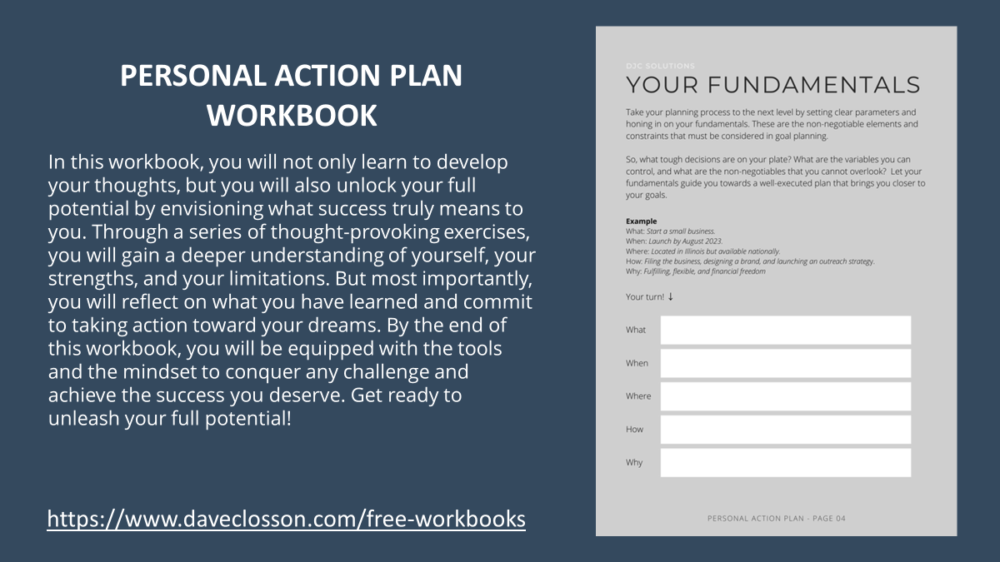 PERSONAL ACTION PLAN
WORKBOOK
In this workbook, you will not only learn to develop
your thoughts, but you will also unlock your full
potential by envisioning what success truly means to
you. Through a series of thought-provoking exercises,
you will gain a deeper understanding of yourself, your
strengths, and your limitations. But most importantly,
you will reflect on what you have learned and commit
to taking action toward your dreams. By the end of
this workbook, you will be equipped with the tools
and the mindset to conquer any challenge and
achieve the success you deserve. Get ready to
unleash your full potential!
https://www.daveclosson.com/free-workbooks
DJC SOLUTIONS
YOUR FUNDAMENTALS
Take your planning process to the next level by setting clear parameters and
honing in on your fundamentals. These are the non-negotiable elements and
constraints that must be considered in goal planning.
So, what tough decisions are on your plate? What are the variables you can
control, and what are the non-negotiables that you cannot overlook? Let your
fundamentals guide you towards a well-executed plan that brings you closer to
your goals.
Example
What: Start a small business.
When: Launch by August 2023.
Where: Located in Illinois but available nationally.
How: Filing the business, designing a brand, and launching an outreach strategy.
Why: Fulfilling, flexible, and financial freedom
Your turn! ↓
What
When
Where
How
Why
PERSONAL ACTION PLAN - PAGE 04